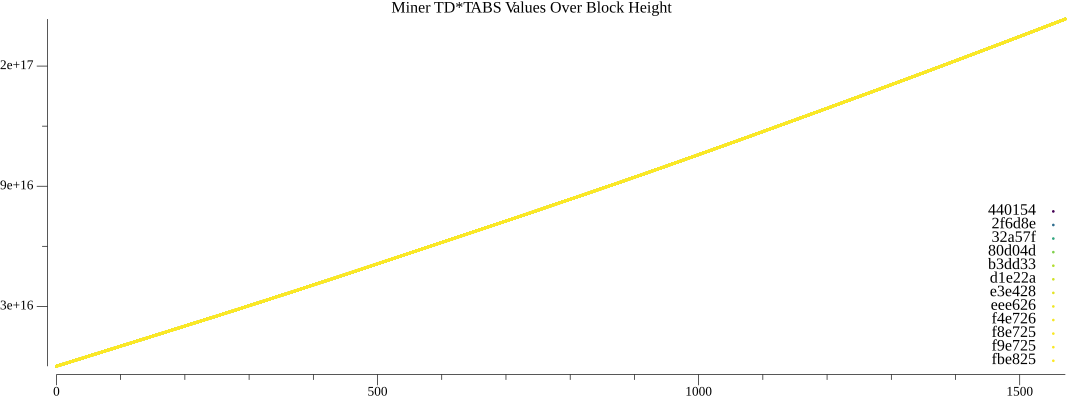 Miner TD*TABS Values Over Block Height
2e+17
9e+16
3e+16
440154
2f6d8e
32a57f
80d04d
b3dd33
d1e22a
e3e428
eee626
f4e726
f8e725
f9e725
fbe825
0 500 1000 1500